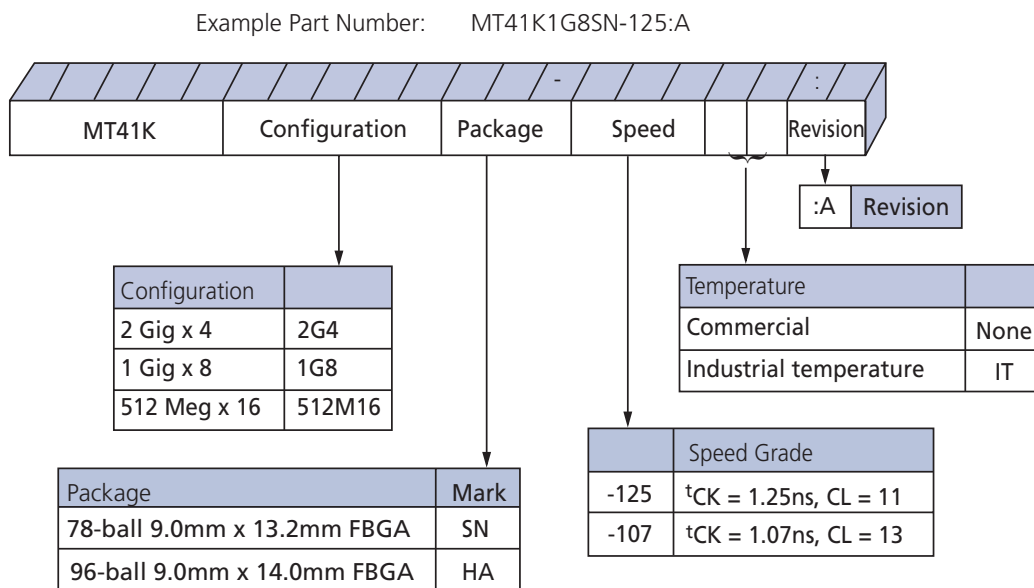 Example Part Number: MT41K1G8SN-125:A
- :
MT41K Configuration Package Speed Revision
:A Revision
Configuration
2 Gig x 4 2G4
1 Gig x 8 1G8
512 Meg x 16 512M16
Temperature
Commercial None
Industrial temperature IT
Package Mark
78-ball 9.0mm x 13.2mm FBGA SN
96-ball 9.0mm x 14.0mm FBGA HA
Speed Grade
-125 ᵗCK = 1.25ns, CL = 11
-107 ᵗCK = 1.07ns, CL = 13